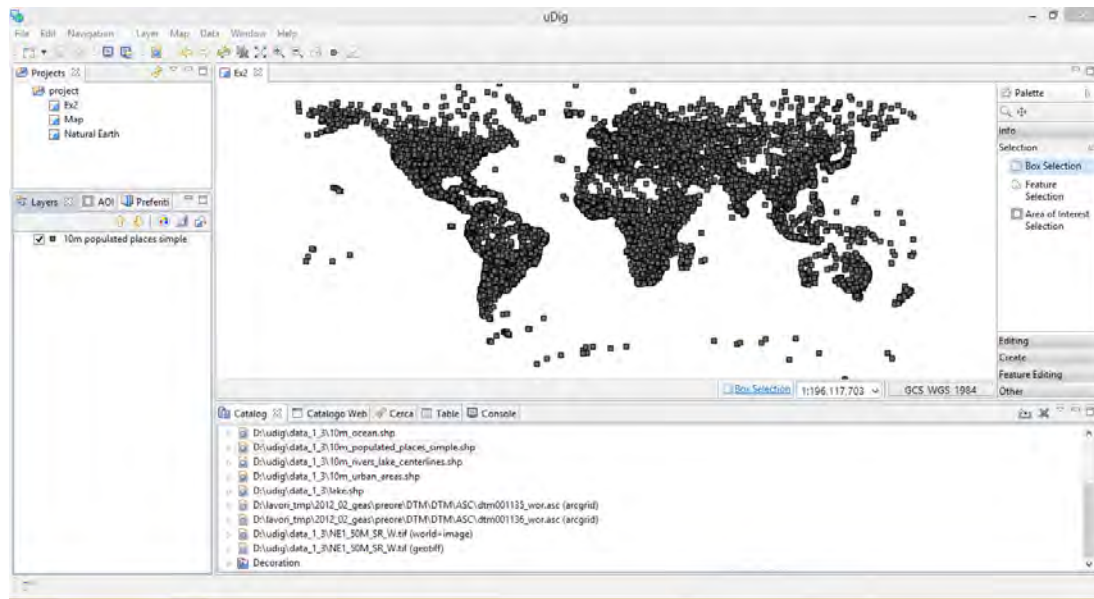 uDig
File Edit Navigation Layer Map Data Window Help
Projects
Ex2
Palette
project
Ex2
Map
Natural Earth
Info
Selection
Box Selection
Feature Selection
Area of Interest Selection
Layers AOI Preferiti
10m populated places simple
Editing
Create
Feature Editing
Other
Box Selection 1:196.117.703 GCS_WGS_1984
Catalog Catalogo Web Cerca Table Console
D:\udig\data_1_3\10m_ocean.shp
D:\udig\data_1_3\10m_populated_places_simple.shp
D:\udig\data_1_3\10m_rivers_lake_centerlines.shp
D:\udig\data_1_3\10m_urban_areas.shp
D:\udig\data_1_3\lake.shp
D:\lavori_tmp\2012_02_geas\preore\DTM\DTM\ASC\dtm001135_wor.asc (arcgrid)
D:\lavori_tmp\2012_02_geas\preore\DTM\DTM\ASC\dtm001136_wor.asc (arcgrid)
D:\udig\data_1_3\NE1_50M_SR_W.tif (world+image)
D:\udig\data_1_3\NE1_50M_SR_W.tif (geotiff)
Decoration